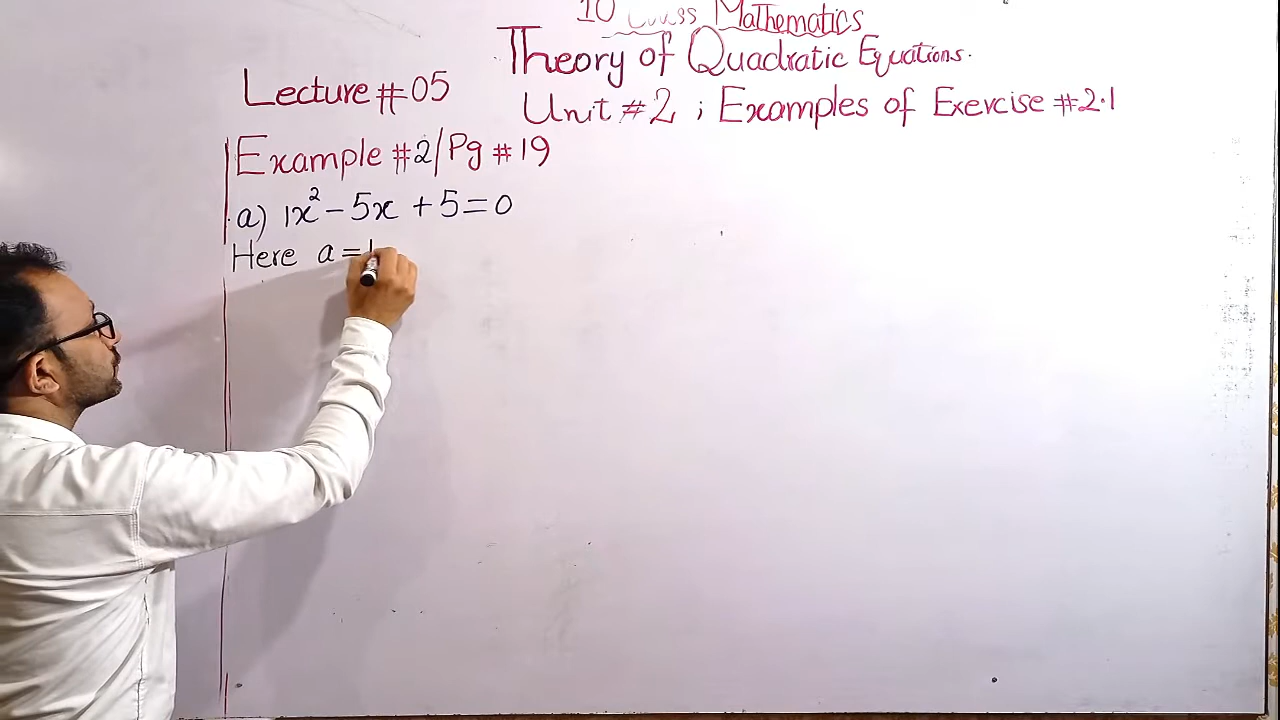 10 Class Mathematics
Theory of Quadratic Equations.
Lecture #05
Unit #2 ; Examples of Exercise #2.1
Example #2/Pg #19
a) 1x² - 5x + 5 = 0
Here a = 1